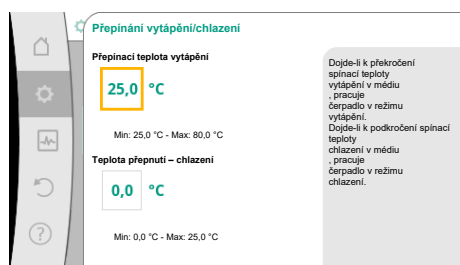 Přepínání vytápění/chlazení
Přepínací teplota vytápění
25,0 °C
Min: 25,0 °C - Max: 80,0 °C
Teplota přepnutí – chlazení
0,0 °C
Min: 0,0 °C - Max: 25,0 °C
Dojde-li k překročení
spínací teploty
vytápění v médiu
, pracuje
čerpadlo v režimu
vytápění.
Dojde-li k podkročení spínací
teploty
chlazení v médiu
, pracuje
čerpadlo v režimu
chlazení.
?